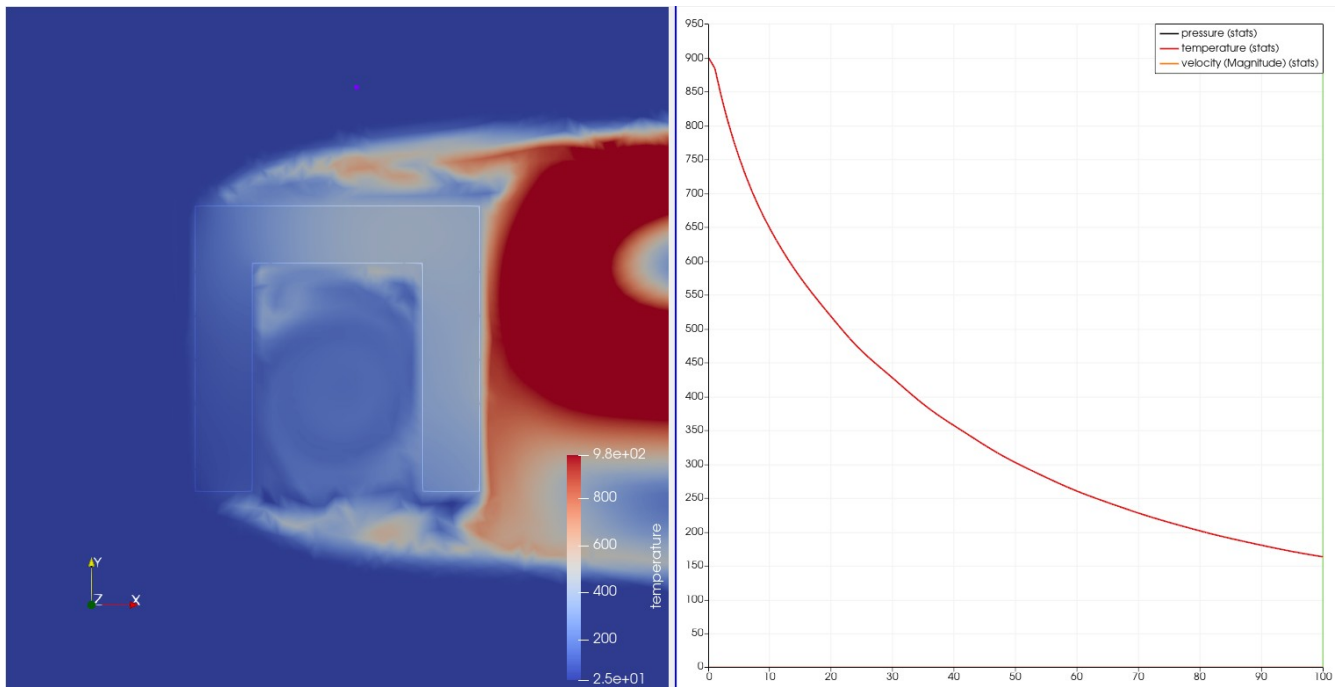 9.8e+02
800
600
400
200
2.5e+01
temperature
Y
Z
X
pressure (stats)
temperature (stats)
velocity (Magnitude) (stats)
950
900
850
800
750
700
650
600
550
500
450
400
350
300
250
200
150
100
50
0
0 10 20 30 40 50 60 70 80 90 100